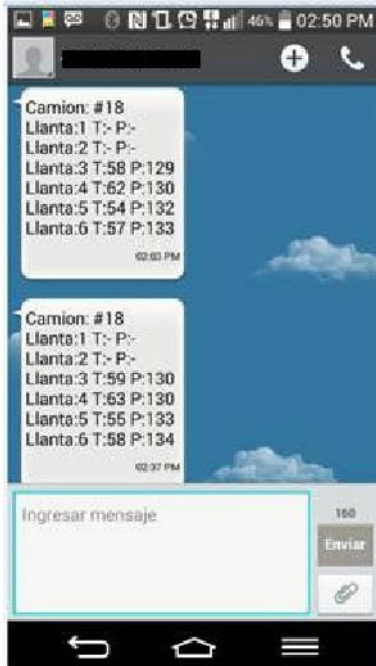 46% 02:50 PM
Camion: #18
Llanta:1 T:- P:-
Llanta:2 T:- P:-
Llanta:3 T:58 P:129
Llanta:4 T:62 P:130
Llanta:5 T:54 P:132
Llanta:6 T:57 P:133
02:03 PM
Camion: #18
Llanta:1 T:- P:-
Llanta:2 T:- P:-
Llanta:3 T:59 P:130
Llanta:4 T:63 P:130
Llanta:5 T:55 P:133
Llanta:6 T:58 P:134
02:37 PM
Ingresar mensaje
160
Enviar